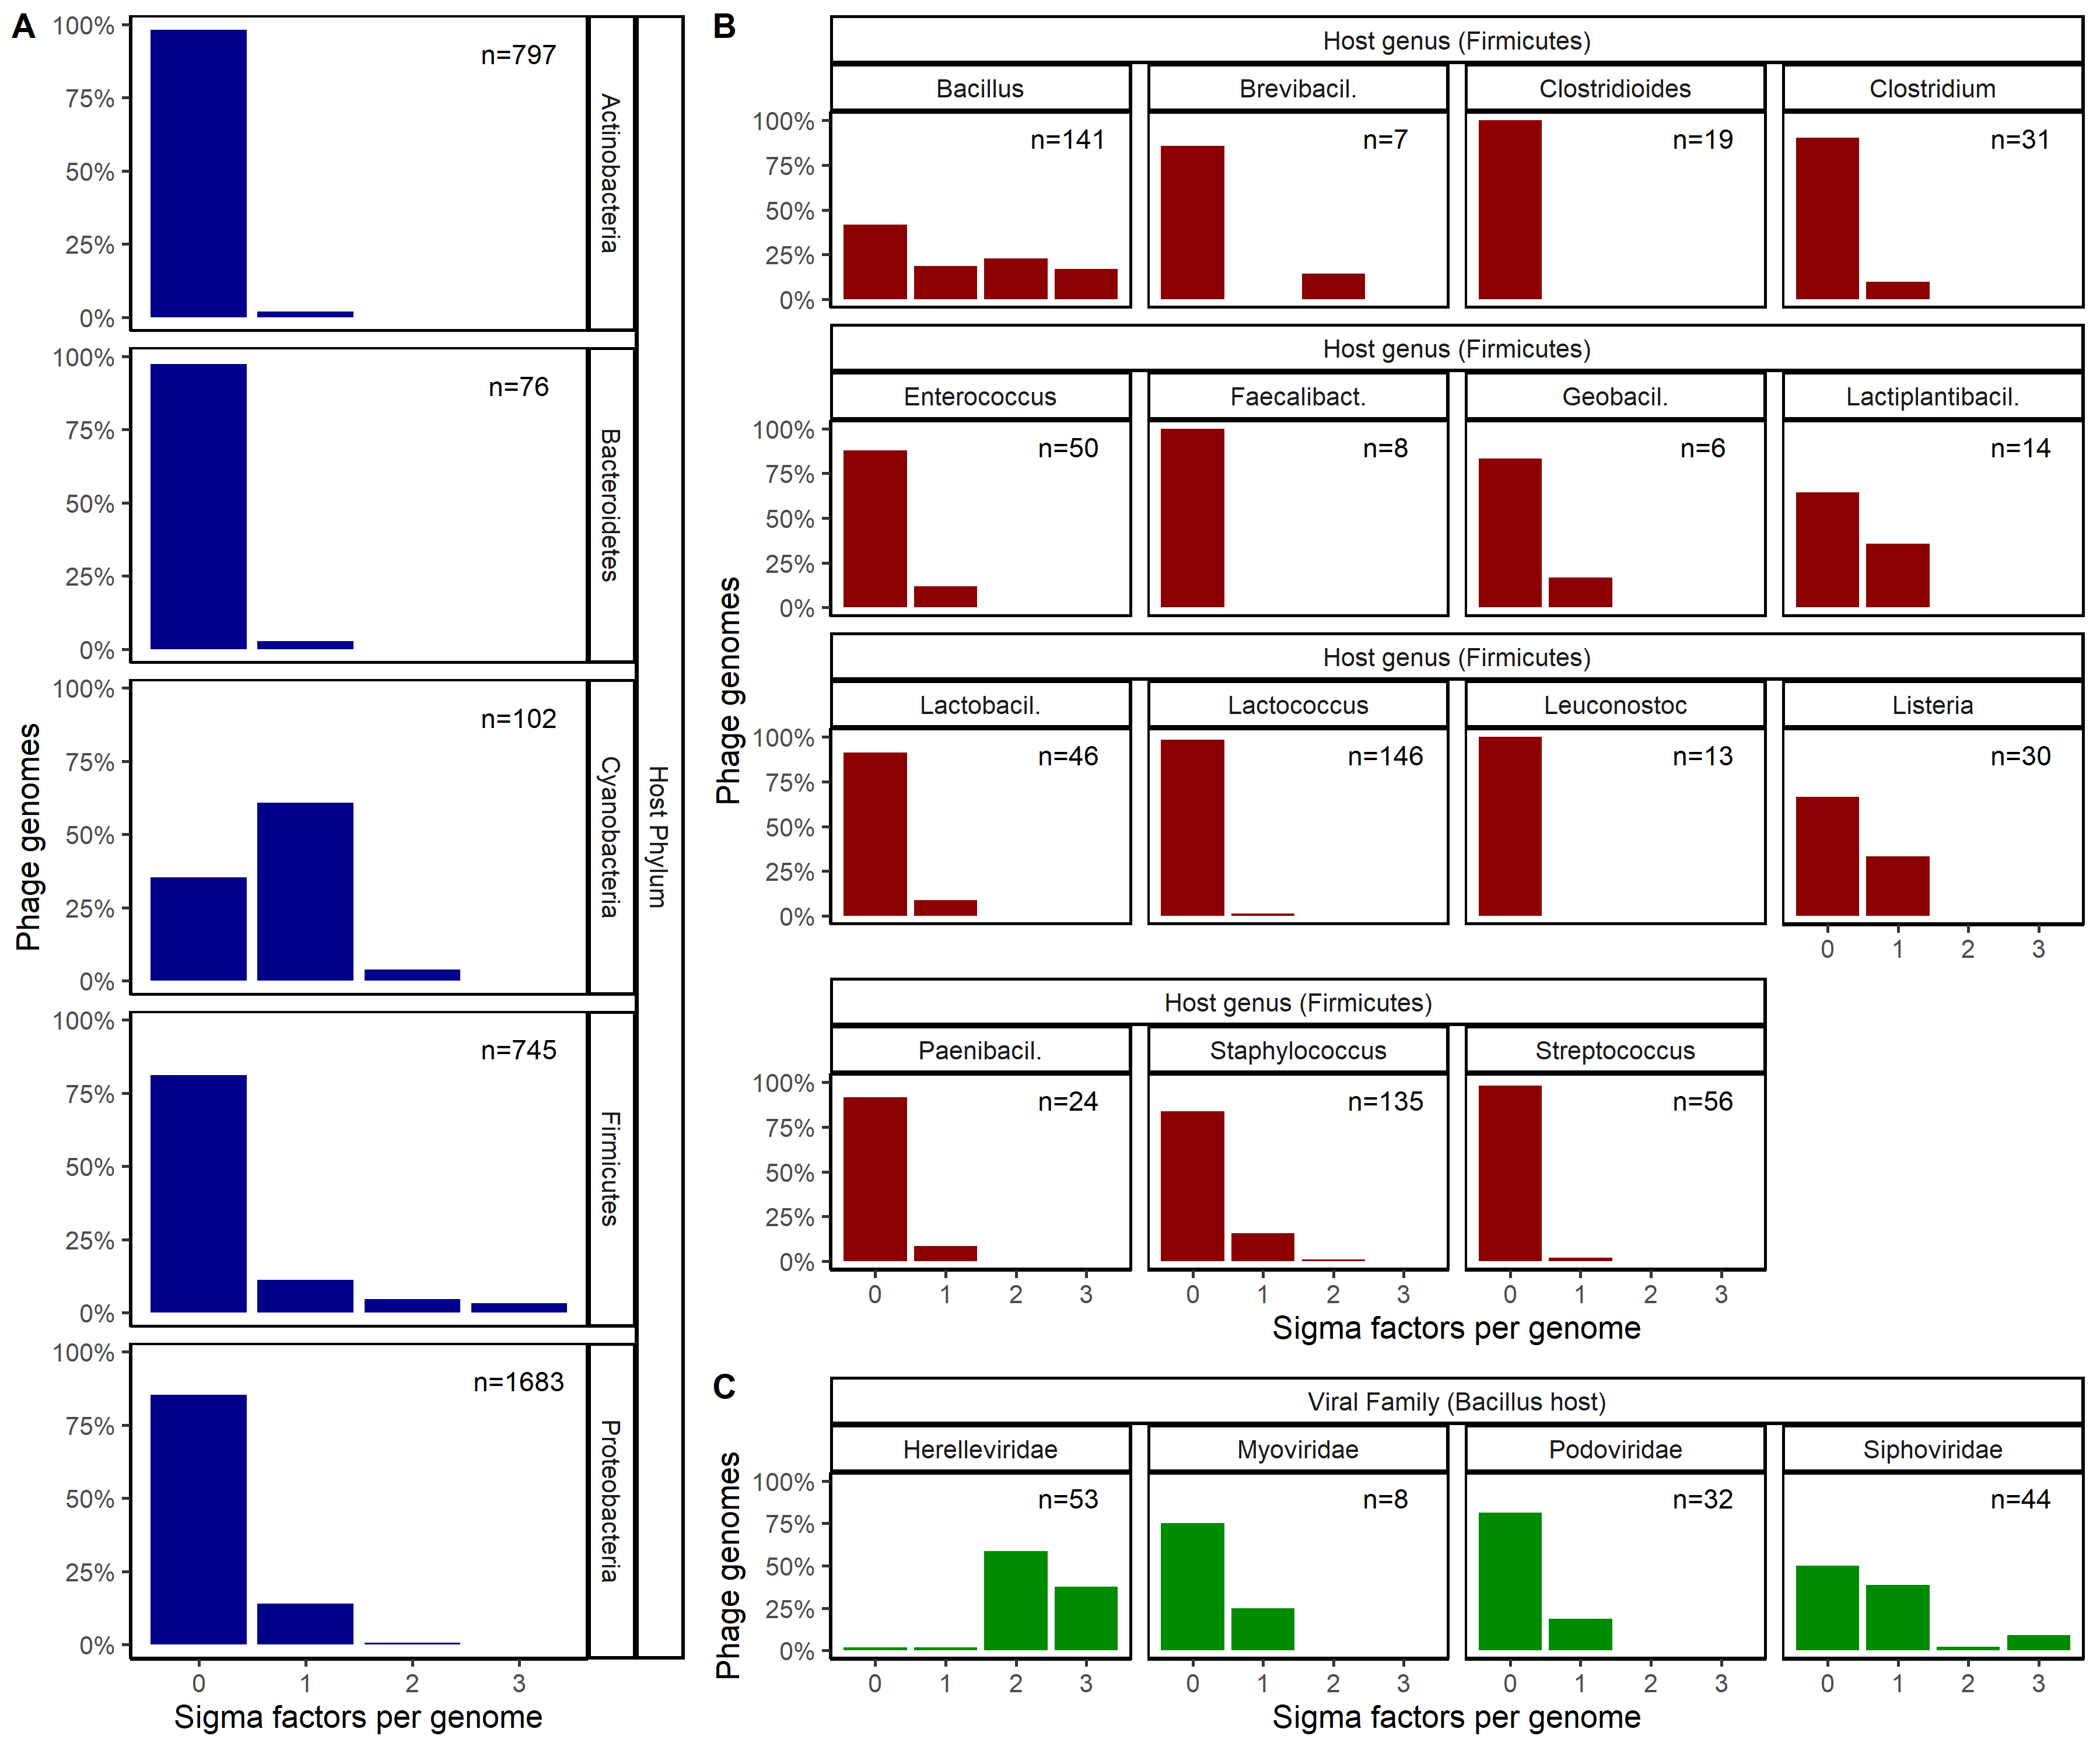 A
Phage genomes
100%
75%
50%
25%
0%
n=797
Actinobacteria
100%
75%
50%
25%
0%
n=76
Bacteroidetes
100%
75%
50%
25%
0%
n=102
Cyanobacteria
100%
75%
50%
25%
0%
n=745
Firmicutes
100%
75%
50%
25%
0%
n=1683
Proteobacteria
Host Phylum
0 1 2 3
Sigma factors per genome
B
Phage genomes
Host genus (Firmicutes)
Bacillus Brevibacil. Clostridioides Clostridium
100%
75%
50%
25%
0%
n=141 n=7 n=19 n=31
Host genus (Firmicutes)
Enterococcus Faecalibact. Geobacil. Lactiplantibacil.
100%
75%
50%
25%
0%
n=50 n=8 n=6 n=14
Host genus (Firmicutes)
Lactobacil. Lactococcus Leuconostoc Listeria
100%
75%
50%
25%
0%
n=46 n=146 n=13 n=30
0 1 2 3
Host genus (Firmicutes)
Paenibacil. Staphylococcus Streptococcus
100%
75%
50%
25%
0%
n=24 n=135 n=56
0 1 2 3 0 1 2 3 0 1 2 3
Sigma factors per genome
C
Phage genomes
Viral Family (Bacillus host)
Herelleviridae Myoviridae Podoviridae Siphoviridae
100%
75%
50%
25%
0%
n=53 n=8 n=32 n=44
0 1 2 3 0 1 2 3 0 1 2 3 0 1 2 3
Sigma factors per genome